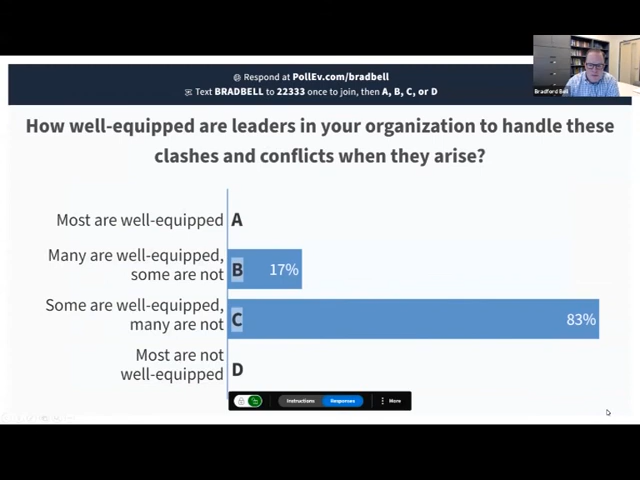 Respond at PollEv.com/bradbell
Text BRADBELL to 22333 once to join, then A, B, C, or D
Bradford Bell
How well-equipped are leaders in your organization to handle these
clashes and conflicts when they arise?
Most are well-equipped A
Many are well-equipped,
some are not
B 17%
Some are well-equipped,
many are not
C 83%
Most are not
well-equipped
D
Instructions Responses More